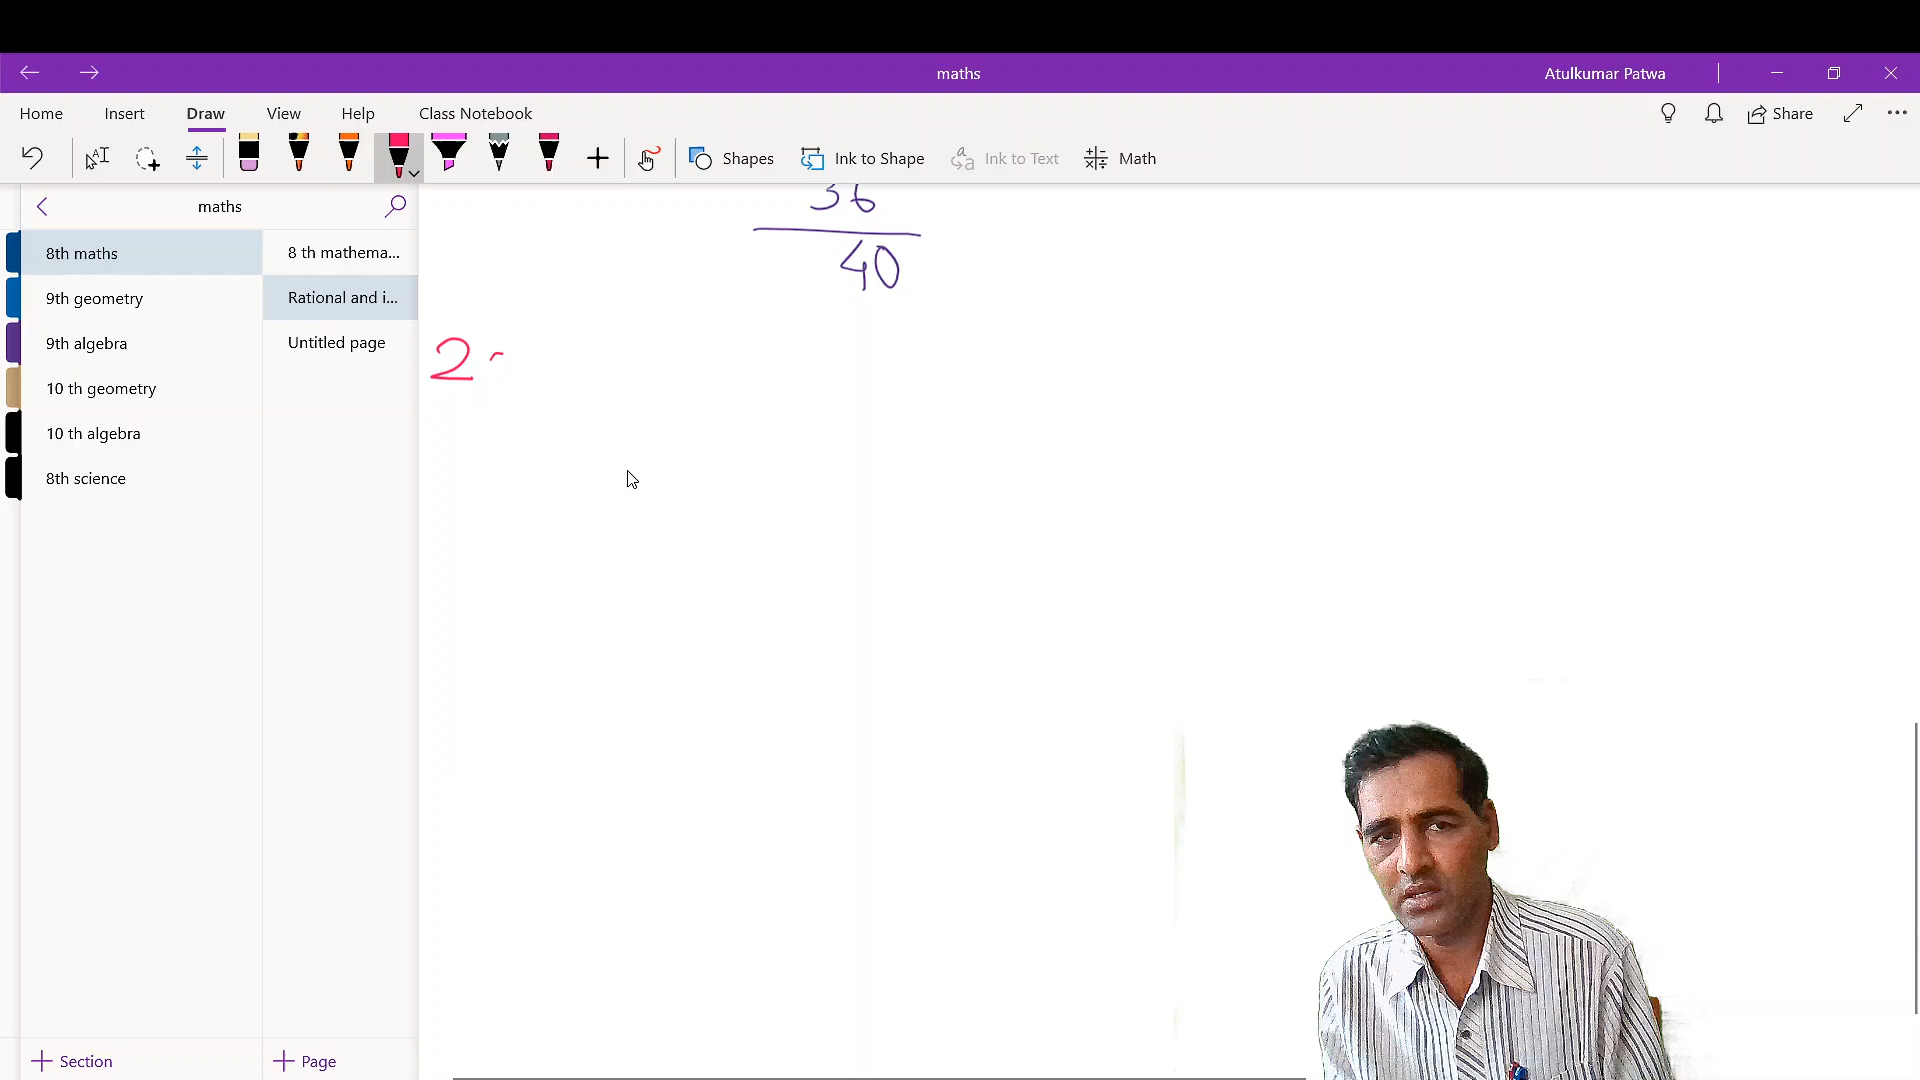 maths
Atulkumar Patwa
Home Insert Draw View Help Class Notebook
Share
Shapes Ink to Shape Ink to Text Math
maths
8th maths
9th geometry
9th algebra
10 th geometry
10 th algebra
8th science
8 th mathema...
Rational and i...
Untitled page
36
40
2
Section
Page